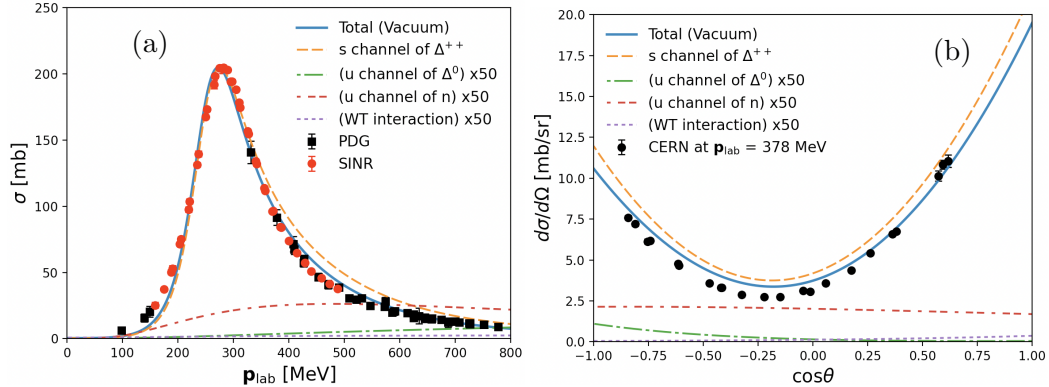 (a)
Total (Vacuum)
s channel of Δ++
(u channel of Δ0) x50
(u channel of n) x50
(WT interaction) x50
PDG
SINR
σ [mb]
250
200
150
100
50
0
0 100 200 300 400 500 600 700 800
plab [MeV]
(b)
Total (Vacuum)
s channel of Δ++
(u channel of Δ0) x50
(u channel of n) x50
(WT interaction) x50
CERN at plab = 378 MeV
dσ/dΩ [mb/sr]
20.0
17.5
15.0
12.5
10.0
7.5
5.0
2.5
0.0
−1.00 −0.75 −0.50 −0.25 0.00 0.25 0.50 0.75 1.00
cosθ